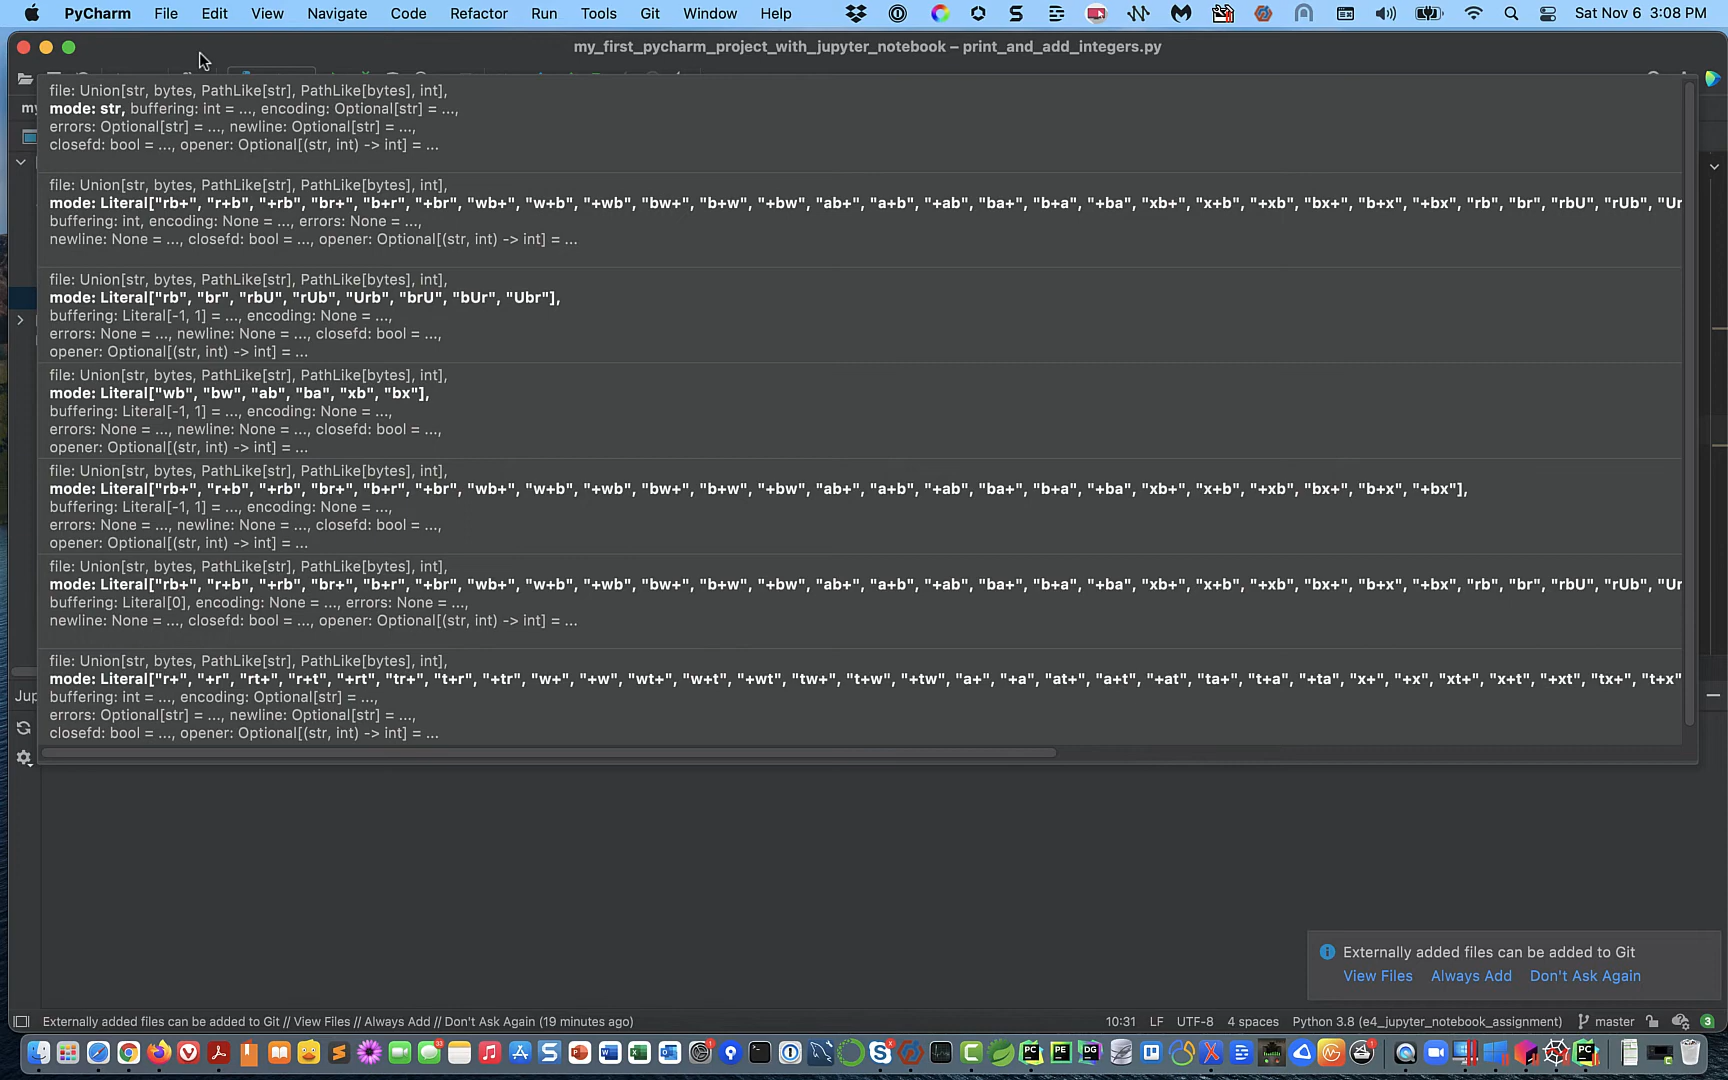 PyCharm File Edit View Navigate Code Refactor Run Tools Git Window Help Sat Nov 6 3:08 PM
my_first_pycharm_project_with_jupyter_notebook – print_and_add_integers.py
my
file: Union[str, bytes, PathLike[str], PathLike[bytes], int],
mode: str, buffering: int = ..., encoding: Optional[str] = ...,
errors: Optional[str] = ..., newline: Optional[str] = ...,
closefd: bool = ..., opener: Optional[(str, int) -> int] = ...
file: Union[str, bytes, PathLike[str], PathLike[bytes], int],
mode: Literal["rb+", "r+b", "+rb", "br+", "b+r", "+br", "wb+", "w+b", "+wb", "bw+", "b+w", "+bw", "ab+", "a+b", "+ab", "ba+", "b+a", "+ba", "xb+", "x+b", "+xb", "bx+", "b+x", "+bx", "rb", "br", "rbU", "rUb", "Ur
buffering: int, encoding: None = ..., errors: None = ...,
newline: None = ..., closefd: bool = ..., opener: Optional[(str, int) -> int] = ...
file: Union[str, bytes, PathLike[str], PathLike[bytes], int],
mode: Literal["rb", "br", "rbU", "rUb", "Urb", "brU", "bUr", "Ubr"],
buffering: Literal[-1, 1] = ..., encoding: None = ...,
errors: None = ..., newline: None = ..., closefd: bool = ...,
opener: Optional[(str, int) -> int] = ...
file: Union[str, bytes, PathLike[str], PathLike[bytes], int],
mode: Literal["wb", "bw", "ab", "ba", "xb", "bx"],
buffering: Literal[-1, 1] = ..., encoding: None = ...,
errors: None = ..., newline: None = ..., closefd: bool = ...,
opener: Optional[(str, int) -> int] = ...
file: Union[str, bytes, PathLike[str], PathLike[bytes], int],
mode: Literal["rb+", "r+b", "+rb", "br+", "b+r", "+br", "wb+", "w+b", "+wb", "bw+", "b+w", "+bw", "ab+", "a+b", "+ab", "ba+", "b+a", "+ba", "xb+", "x+b", "+xb", "bx+", "b+x", "+bx"],
buffering: Literal[-1, 1] = ..., encoding: None = ...,
errors: None = ..., newline: None = ..., closefd: bool = ...,
opener: Optional[(str, int) -> int] = ...
file: Union[str, bytes, PathLike[str], PathLike[bytes], int],
mode: Literal["rb+", "r+b", "+rb", "br+", "b+r", "+br", "wb+", "w+b", "+wb", "bw+", "b+w", "+bw", "ab+", "a+b", "+ab", "ba+", "b+a", "+ba", "xb+", "x+b", "+xb", "bx+", "b+x", "+bx", "rb", "br", "rbU", "rUb", "Ur
buffering: Literal[0], encoding: None = ..., errors: None = ...,
newline: None = ..., closefd: bool = ..., opener: Optional[(str, int) -> int] = ...
file: Union[str, bytes, PathLike[str], PathLike[bytes], int],
mode: Literal["r+", "+r", "rt+", "r+t", "+rt", "tr+", "t+r", "+tr", "w+", "+w", "wt+", "w+t", "+wt", "tw+", "t+w", "+tw", "a+", "+a", "at+", "a+t", "+at", "ta+", "t+a", "+ta", "x+", "+x", "xt+", "x+t", "+xt", "tx+", "t+x"
Jup
buffering: int = ..., encoding: Optional[str] = ...,
errors: Optional[str] = ..., newline: Optional[str] = ...,
closefd: bool = ..., opener: Optional[(str, int) -> int] = ...
Externally added files can be added to Git
View Files Always Add Don't Ask Again
Externally added files can be added to Git // View Files // Always Add // Don't Ask Again (19 minutes ago) 10:31 LF UTF-8 4 spaces Python 3.8 (e4_jupyter_notebook_assignment) master 3